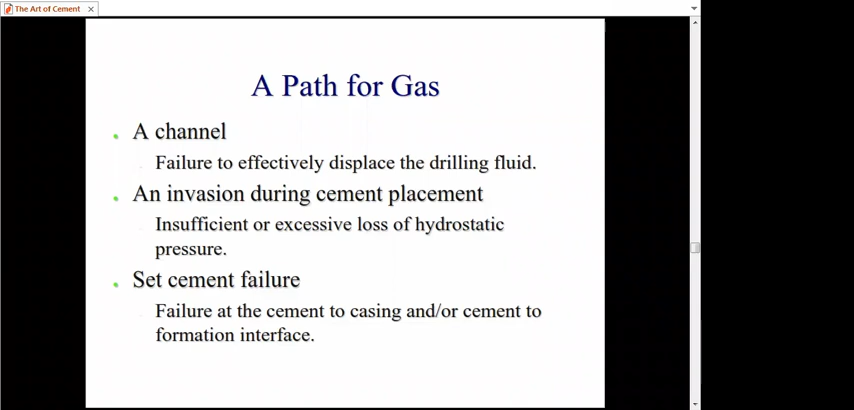 The Art of Cement
A Path for Gas
A channel
Failure to effectively displace the drilling fluid.
An invasion during cement placement
Insufficient or excessive loss of hydrostatic
pressure.
Set cement failure
Failure at the cement to casing and/or cement to
formation interface.